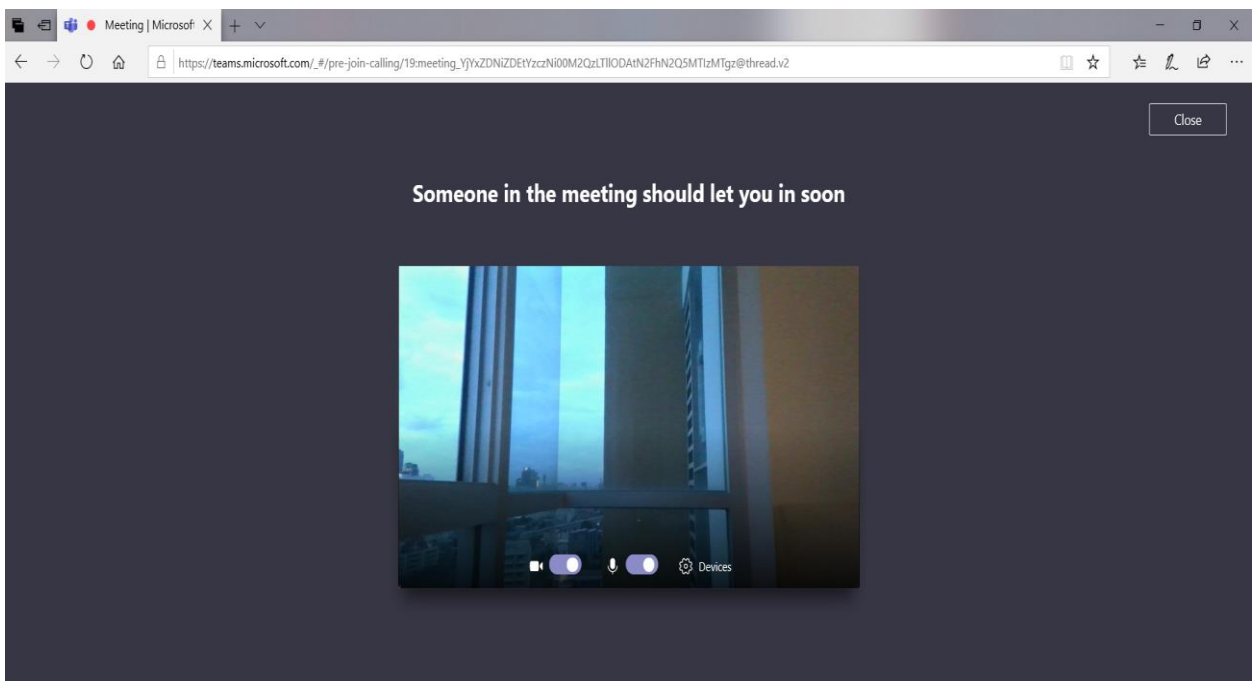 Meeting | Microsof
https://teams.microsoft.com/_#/pre-join-calling/19:meeting_YjYxZDNiZDEtYzczNi00M2QzLTllODAtN2FhN2Q5MTIzMTgz@thread.v2
Close
Someone in the meeting should let you in soon
Devices